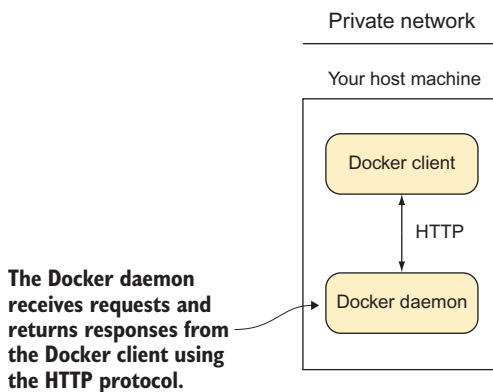 Private network
Your host machine
Docker client
HTTP
Docker daemon
The Docker daemon
receives requests and
returns responses from
the Docker client using
the HTTP protocol.